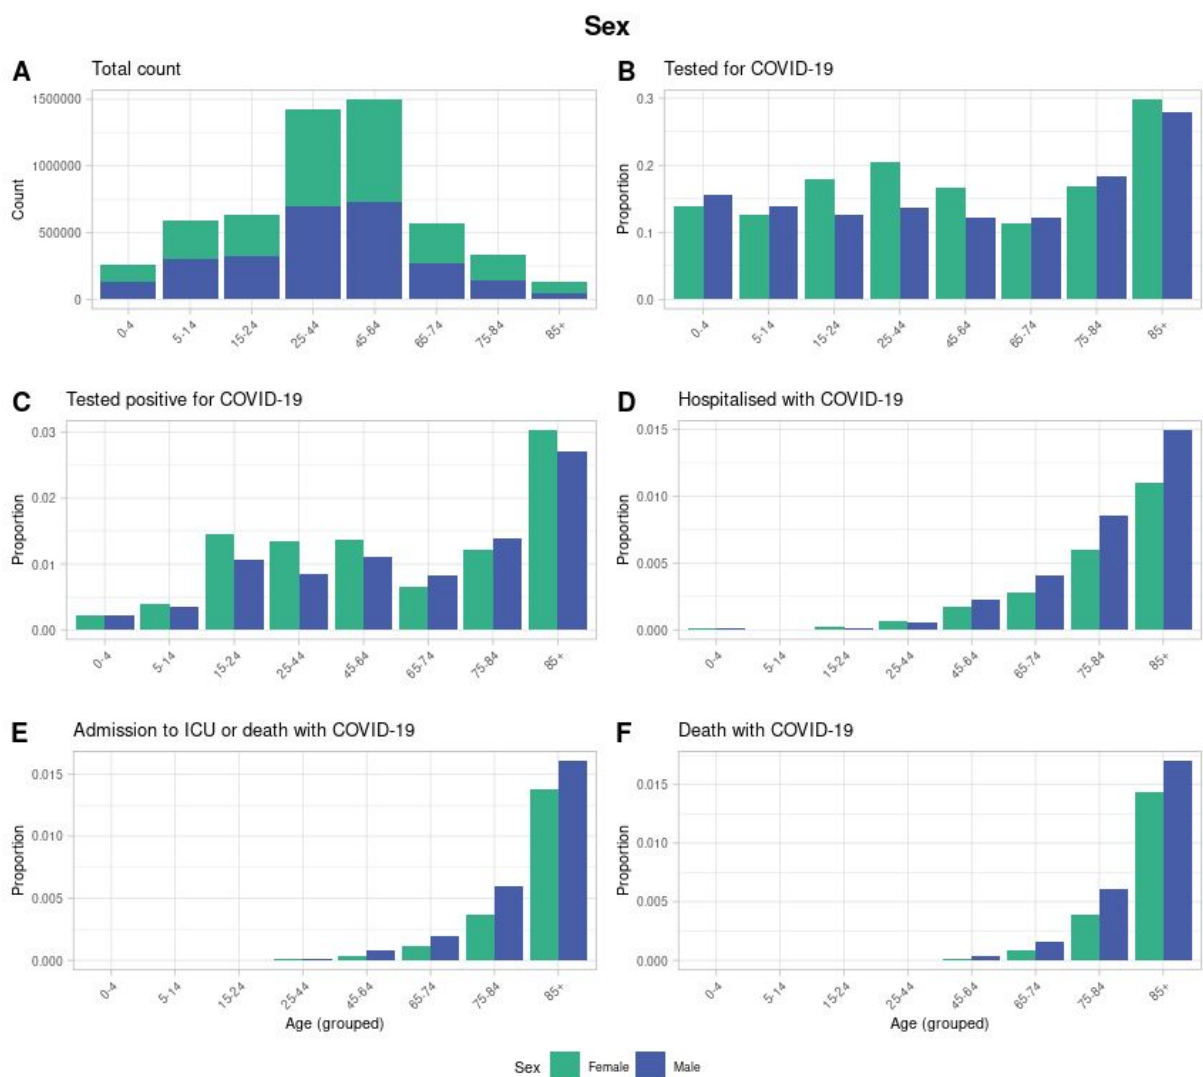 Sex
A Total count
Count
1500000
1000000
500000
0
0-4 5-14 15-24 25-44 45-64 65-74 75-84 85+
B Tested for COVID-19
Proportion
0.3
0.2
0.1
0.0
0-4 5-14 15-24 25-44 45-64 65-74 75-84 85+
C Tested positive for COVID-19
Proportion
0.03
0.02
0.01
0.00
0-4 5-14 15-24 25-44 45-64 65-74 75-84 85+
D Hospitalised with COVID-19
Proportion
0.015
0.010
0.005
0.000
0-4 5-14 15-24 25-44 45-64 65-74 75-84 85+
E Admission to ICU or death with COVID-19
Proportion
0.015
0.010
0.005
0.000
0-4 5-14 15-24 25-44 45-64 65-74 75-84 85+
Age (grouped)
F Death with COVID-19
Proportion
0.015
0.010
0.005
0.000
0-4 5-14 15-24 25-44 45-64 65-74 75-84 85+
Age (grouped)
Sex Female Male